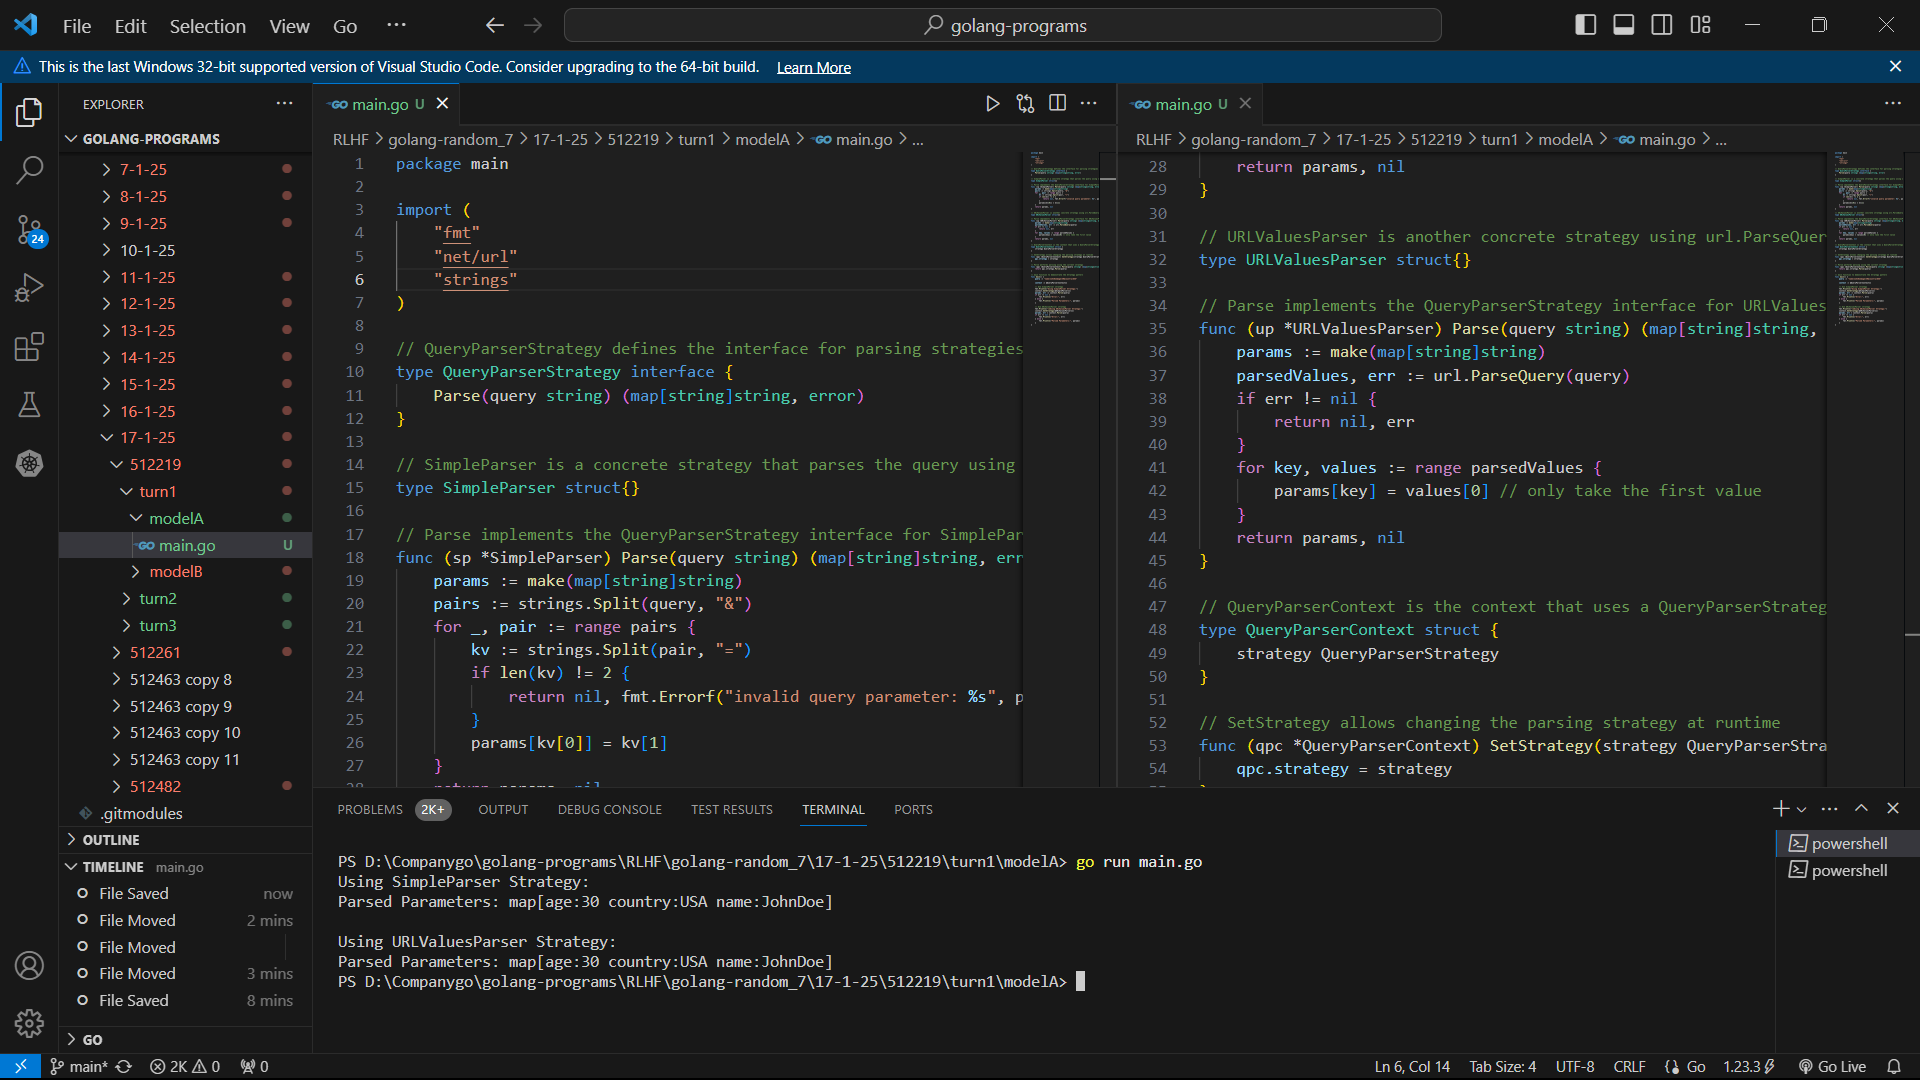 File Edit Selection View Go ···
golang-programs
This is the last Windows 32-bit supported version of Visual Studio Code. Consider upgrading to the 64-bit build. Learn More
EXPLORER
GOLANG-PROGRAMS
7-1-25
8-1-25
9-1-25
10-1-25
11-1-25
12-1-25
13-1-25
14-1-25
15-1-25
16-1-25
17-1-25
512219
turn1
modelA
GO main.go U
modelB
turn2
turn3
512261
512463 copy 8
512463 copy 9
512463 copy 10
512463 copy 11
512482
.gitmodules
OUTLINE
TIMELINE main.go
File Saved now
File Moved 2 mins
File Moved
File Moved 3 mins
File Saved 8 mins
GO
24
GO main.go U
RLHF > golang-random_7 > 17-1-25 > 512219 > turn1 > modelA > GO main.go > ...
1 package main
2
3 import (
4 "fmt"
5 "net/url"
6 "strings"
7 )
8
9 // QueryParserStrategy defines the interface for parsing strategies
10 type QueryParserStrategy interface {
11 Parse(query string) (map[string]string, error)
12 }
13
14 // SimpleParser is a concrete strategy that parses the query using
15 type SimpleParser struct{}
16
17 // Parse implements the QueryParserStrategy interface for SimplePar
18 func (sp *SimpleParser) Parse(query string) (map[string]string, err
19 params := make(map[string]string)
20 pairs := strings.Split(query, "&")
21 for _, pair := range pairs {
22 kv := strings.Split(pair, "=")
23 if len(kv) != 2 {
24 return nil, fmt.Errorf("invalid query parameter: %s", p
25 }
26 params[kv[0]] = kv[1]
27 }
28 return params, nil
GO main.go U
RLHF > golang-random_7 > 17-1-25 > 512219 > turn1 > modelA > GO main.go > ...
28 return params, nil
29 }
30
31 // URLValuesParser is another concrete strategy using url.ParseQuer
32 type URLValuesParser struct{}
33
34 // Parse implements the QueryParserStrategy interface for URLValues
35 func (up *URLValuesParser) Parse(query string) (map[string]string,
36 params := make(map[string]string)
37 parsedValues, err := url.ParseQuery(query)
38 if err != nil {
39 return nil, err
40 }
41 for key, values := range parsedValues {
42 params[key] = values[0] // only take the first value
43 }
44 return params, nil
45 }
46
47 // QueryParserContext is the context that uses a QueryParserStrateg
48 type QueryParserContext struct {
49 strategy QueryParserStrategy
50 }
51
52 // SetStrategy allows changing the parsing strategy at runtime
53 func (qpc *QueryParserContext) SetStrategy(strategy QueryParserStra
54 qpc.strategy = strategy
PROBLEMS 2K+ OUTPUT DEBUG CONSOLE TEST RESULTS TERMINAL PORTS
PS D:\Companygo\golang-programs\RLHF\golang-random_7\17-1-25\512219\turn1\modelA> go run main.go
Using SimpleParser Strategy:
Parsed Parameters: map[age:30 country:USA name:JohnDoe]

Using URLValuesParser Strategy:
Parsed Parameters: map[age:30 country:USA name:JohnDoe]
PS D:\Companygo\golang-programs\RLHF\golang-random_7\17-1-25\512219\turn1\modelA>
powershell
powershell
main* 2K 0 0 Ln 6, Col 14 Tab Size: 4 UTF-8 CRLF Go 1.23.3 Go Live